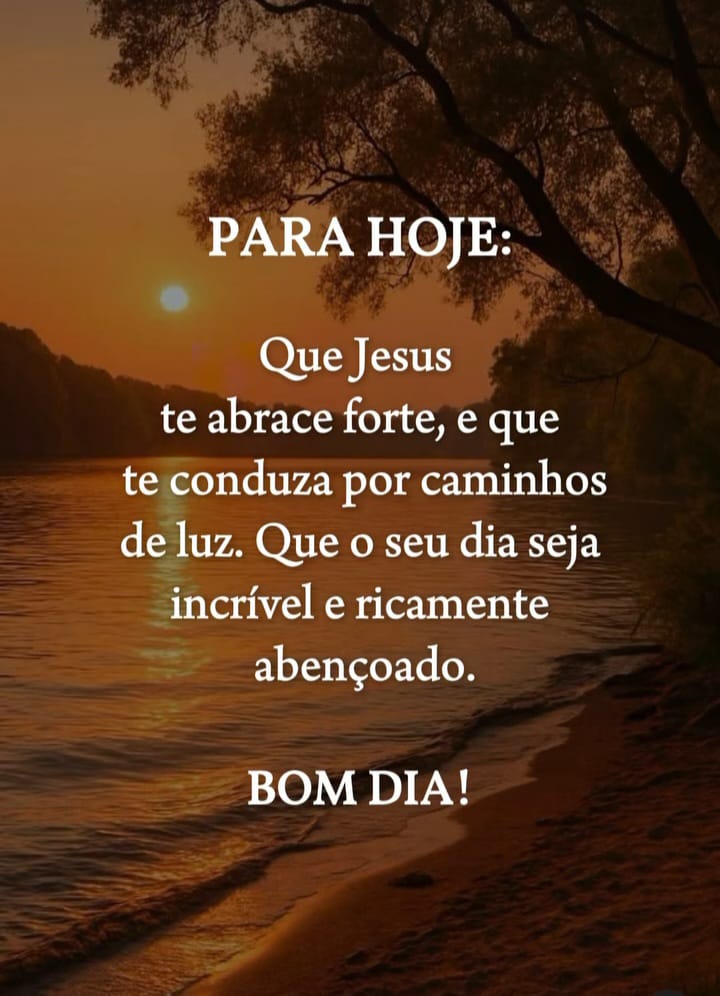 PARA HOJE:
Que Jesus
te abrace forte, e que
te conduza por caminhos
de luz. Que o seu dia seja
incrível e ricamente
abençoado.
BOM DIA!